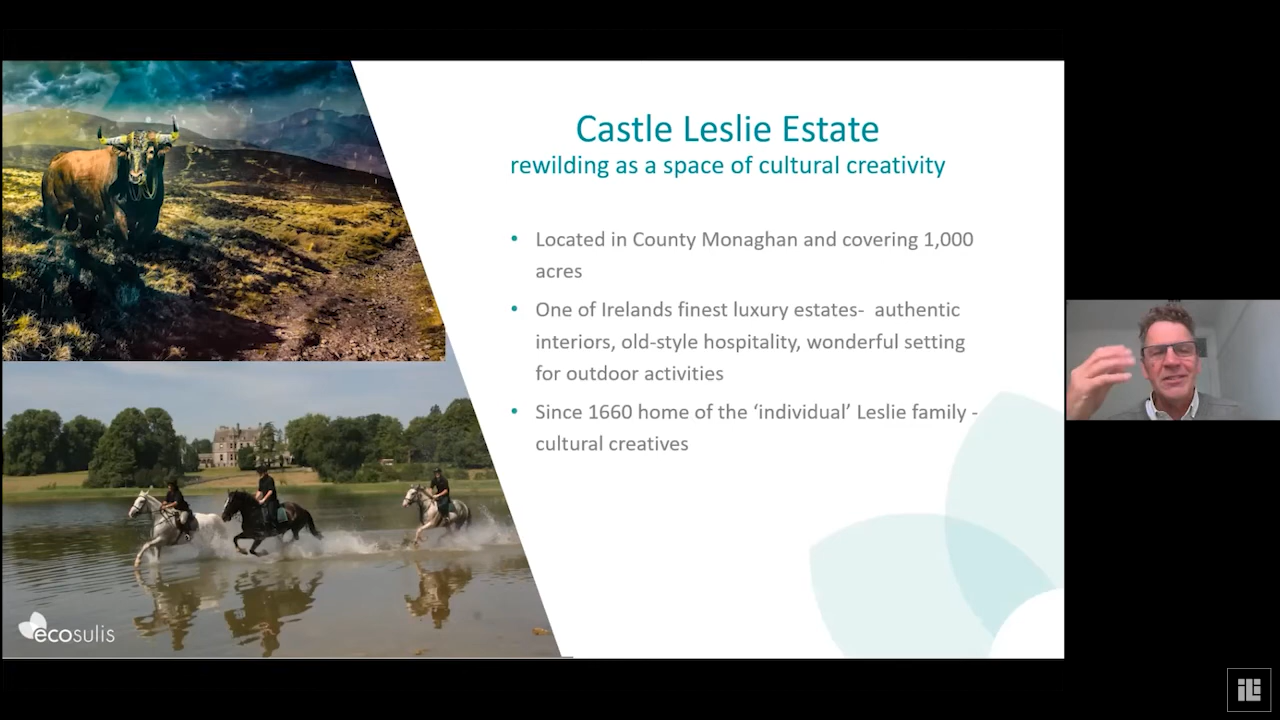 Castle Leslie Estate
rewilding as a space of cultural creativity
• Located in County Monaghan and covering 1,000
acres
• One of Irelands finest luxury estates- authentic
interiors, old-style hospitality, wonderful setting
for outdoor activities
• Since 1660 home of the ‘individual’ Leslie family -
cultural creatives
ecosulis
iLi